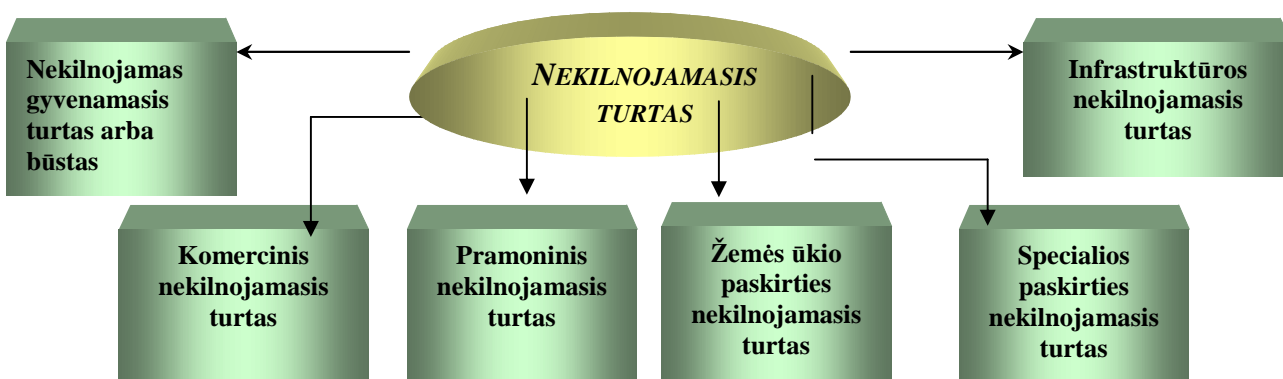 NEKILNOJAMASIS
TURTAS
Nekilnojamas
gyvenamasis
turtas arba
būstas
Infrastruktūros
nekilnojamasis
turtas
Komercinis
nekilnojamasis
turtas
Pramoninis
nekilnojamasis
turtas
Žemės ūkio
paskirties
nekilnojamasis
turtas
Specialios
paskirties
nekilnojamasis
turtas